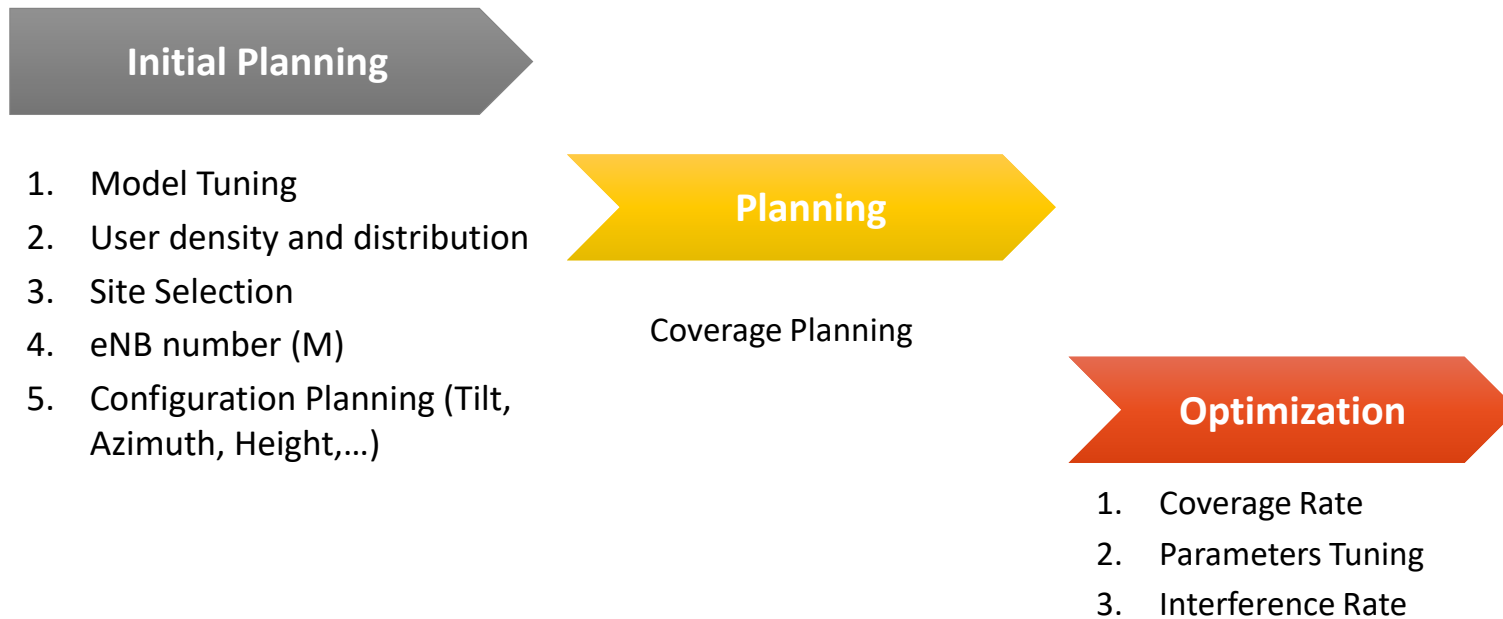 Initial Planning
1. Model Tuning
2. User density and distribution
3. Site Selection
4. eNB number (M)
5. Configuration Planning (Tilt,
Azimuth, Height,...)
Planning
Coverage Planning
Optimization
1. Coverage Rate
2. Parameters Tuning
3. Interference Rate